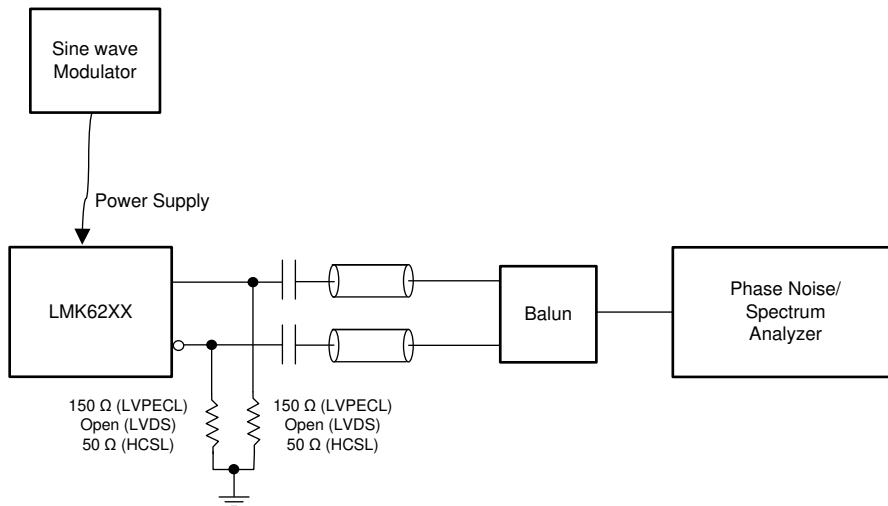 Sine wave
Modulator
Power Supply
LMK62XX
Balun
Phase Noise/
Spectrum
Analyzer
150 Ω (LVPECL)
Open (LVDS)
50 Ω (HCSL)
150 Ω (LVPECL)
Open (LVDS)
50 Ω (HCSL)